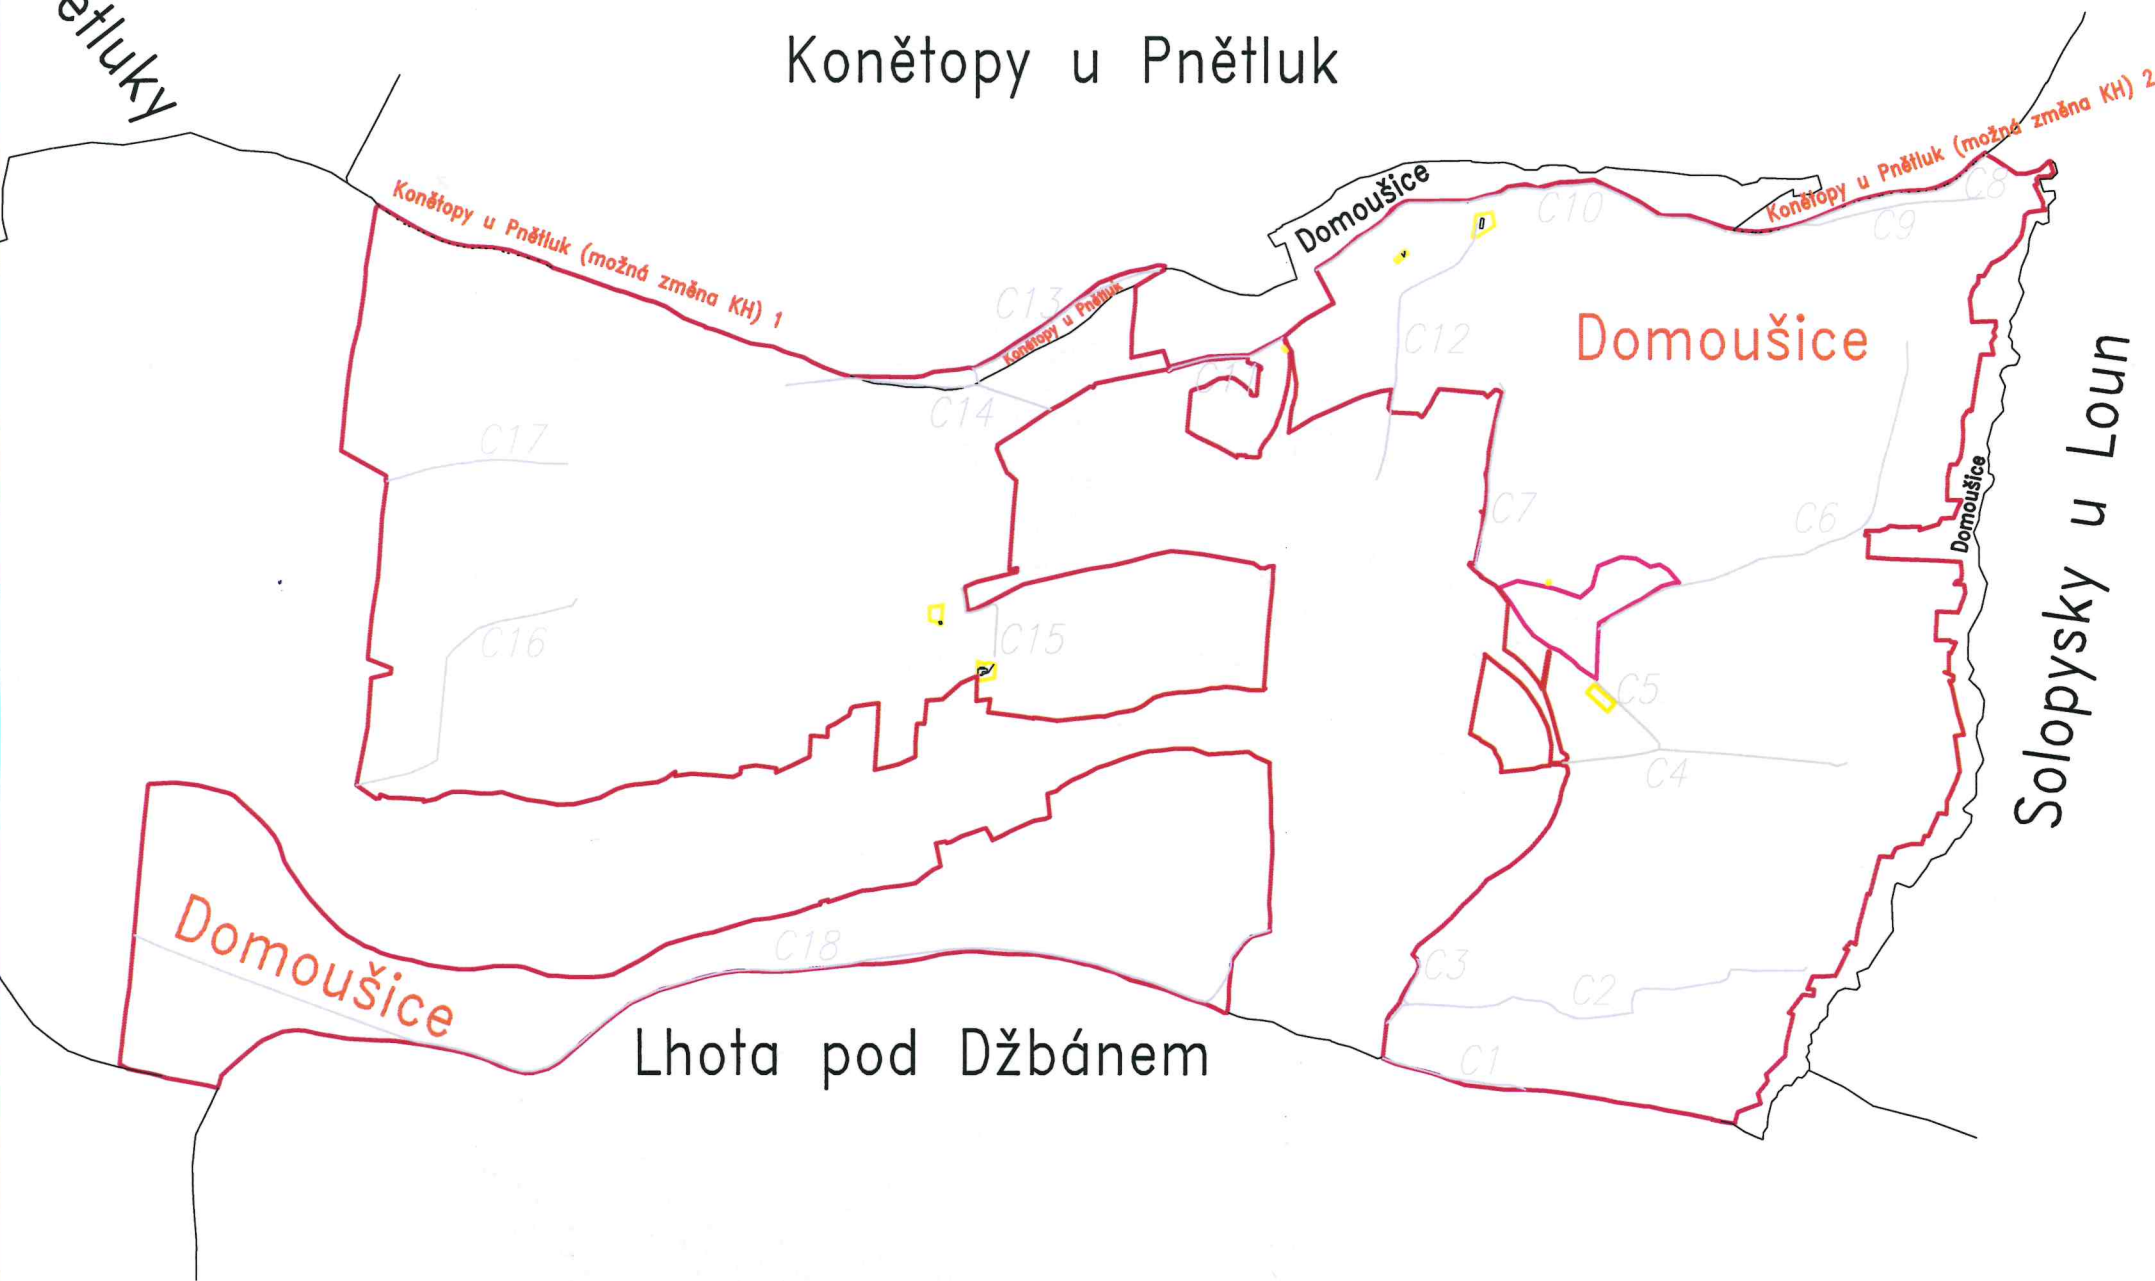 Konětopy u Pnětluk
Konětopy u Pnětluk (možná změna KH) 2
Domoušice
C8
C10
C9
Konětopy u Pnětluk (možná změna KH) 1
C13
Konětopy u Pnětluk
C12
Domoušice
C11
C14
C17
Domoušice
C7
C6
Solopysky u Loun
C16
C15
C5
C4
Domoušice
C18
C3
C2
Lhota pod Džbánem
C1